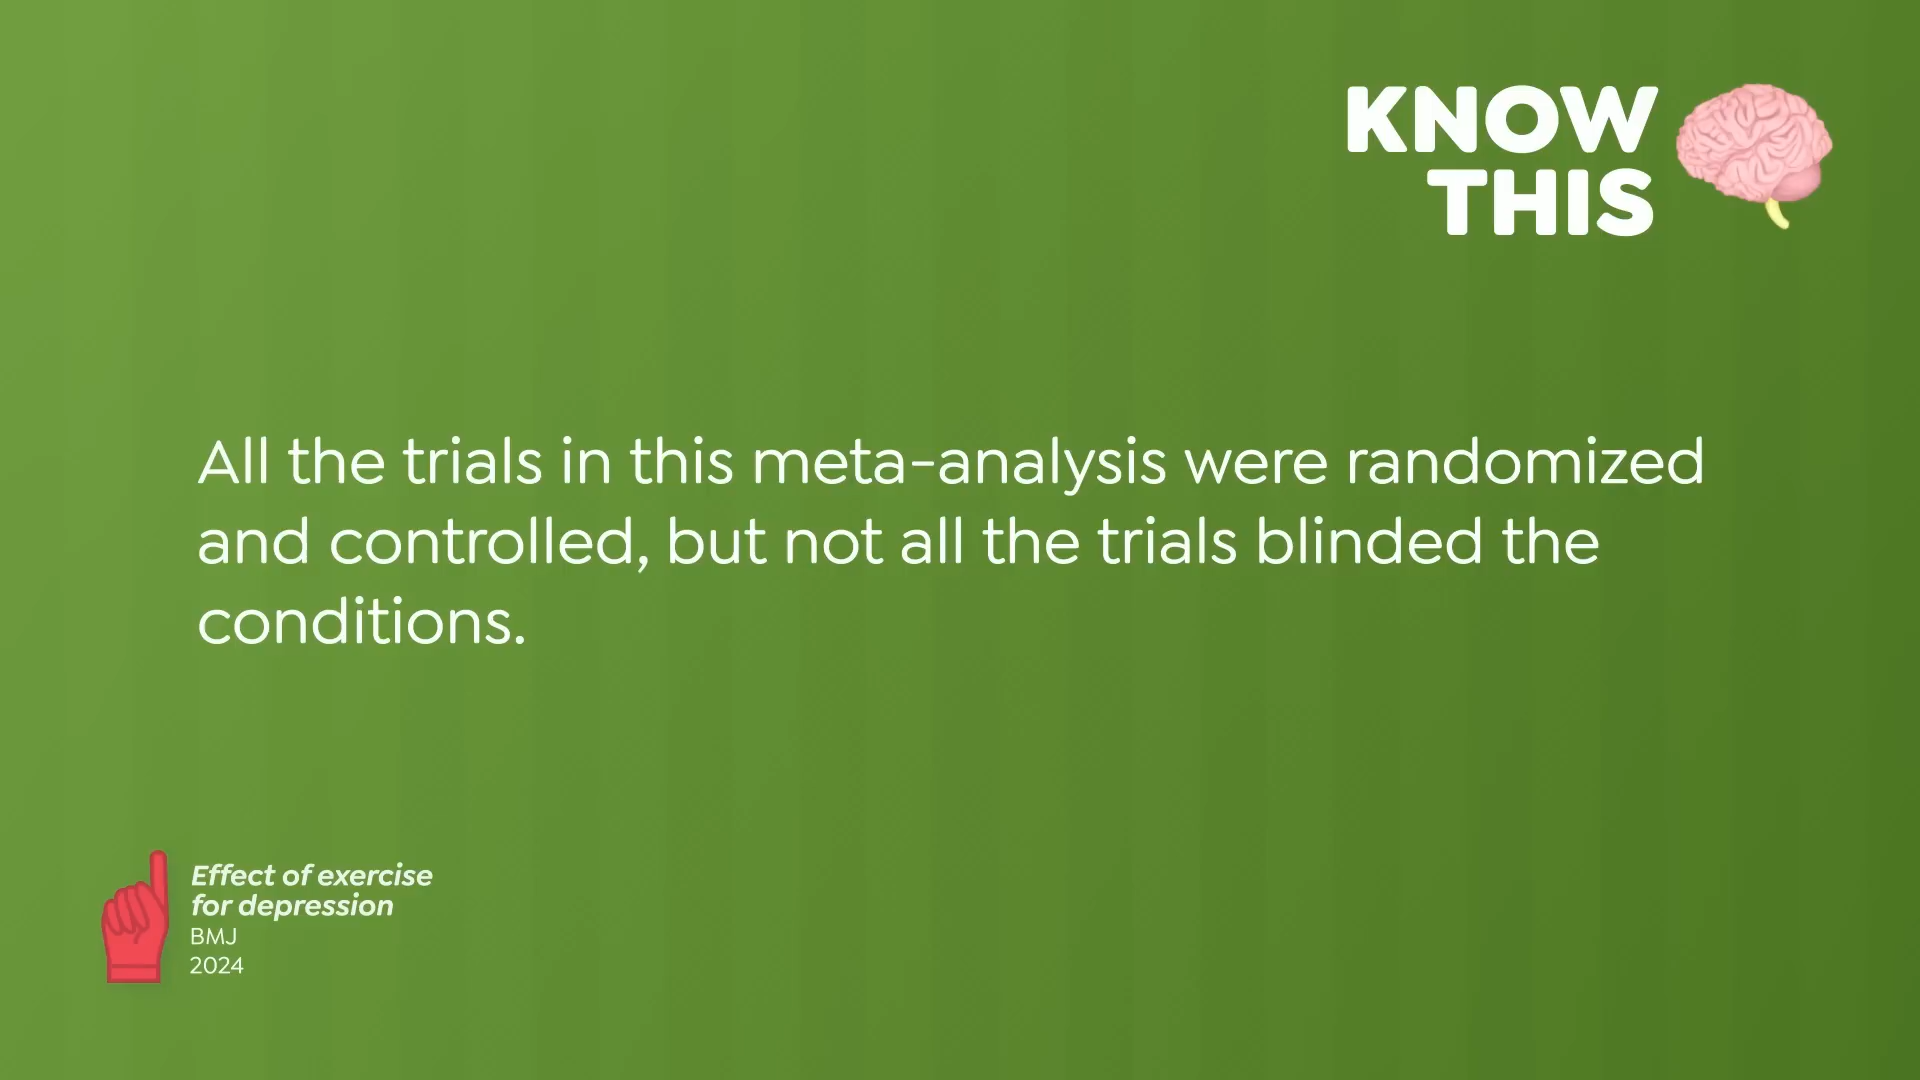 KNOW
THIS
All the trials in this meta-analysis were randomized
and controlled, but not all the trials blinded the
conditions.
Effect of exercise
for depression
BMJ
2024